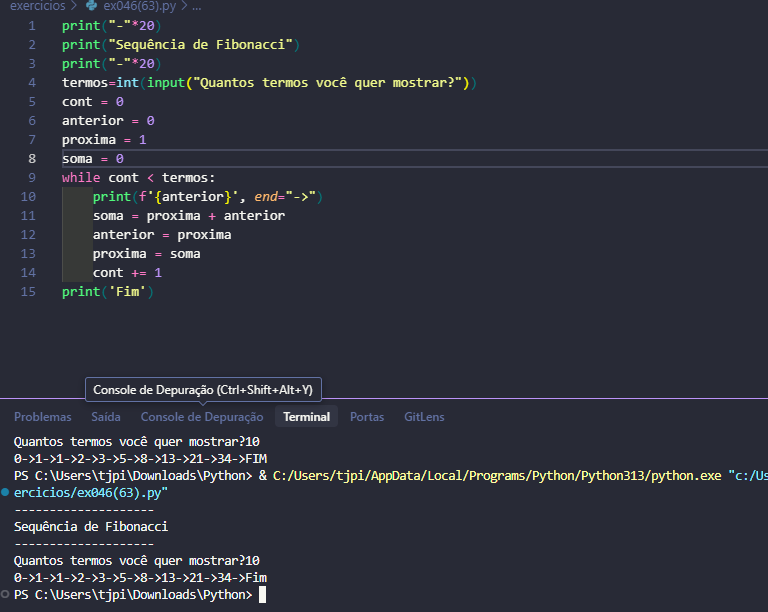 exercicios > ex046(63).py > ...
1 print("-"*20)
2 print("Sequência de Fibonacci")
3 print("-"*20)
4 termos=int(input("Quantos termos você quer mostrar?"))
5 cont = 0
6 anterior = 0
7 proxima = 1
8 soma = 0
9 while cont < termos:
10 print(f'{anterior}', end="->")
11 soma = proxima + anterior
12 anterior = proxima
13 proxima = soma
14 cont += 1
15 print('Fim')
Console de Depuração (Ctrl+Shift+Alt+Y)
Problemas Saída Console de Depuração Terminal Portas GitLens
Quantos termos você quer mostrar?10
0->1->1->2->3->5->8->13->21->34->FIM
PS C:\Users\tjpi\Downloads\Python> & C:/Users/tjpi/AppData/Local/Programs/Python/Python313/python.exe "c:/Us
ercicios/ex046(63).py"
--------------------
Sequência de Fibonacci
--------------------
Quantos termos você quer mostrar?10
0->1->1->2->3->5->8->13->21->34->Fim
PS C:\Users\tjpi\Downloads\Python>